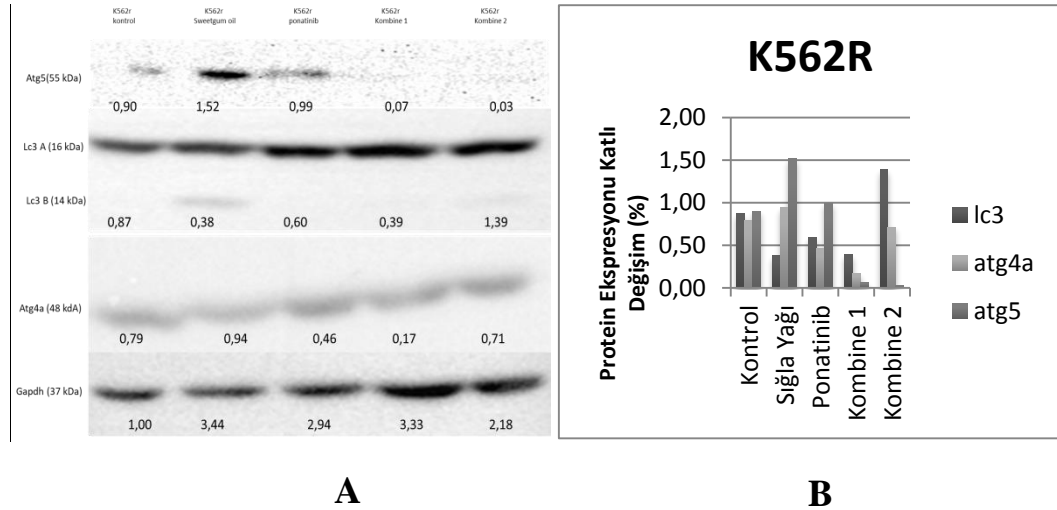 K562r kontrol
K562r Sweetgum oil
K562r ponatinib
K562r Kombine 1
K562r Kombine 2
Atg5(55 kDa)
0,90 1,52 0,99 0,07 0,03
Lc3 A (16 kDa)
Lc3 B (14 kDa)
0,87 0,38 0,60 0,39 1,39
Atg4a (48 kdA)
0,79 0,94 0,46 0,17 0,71
Gapdh (37 kDa)
1,00 3,44 2,94 3,33 2,18
A
K562R
Protein Ekspresyonu Katlı
Değişim (%)
2,00
1,50
1,00
0,50
0,00
Kontrol
Sığla Yağı
Ponatinib
Kombine 1
Kombine 2
lc3
atg4a
atg5
B